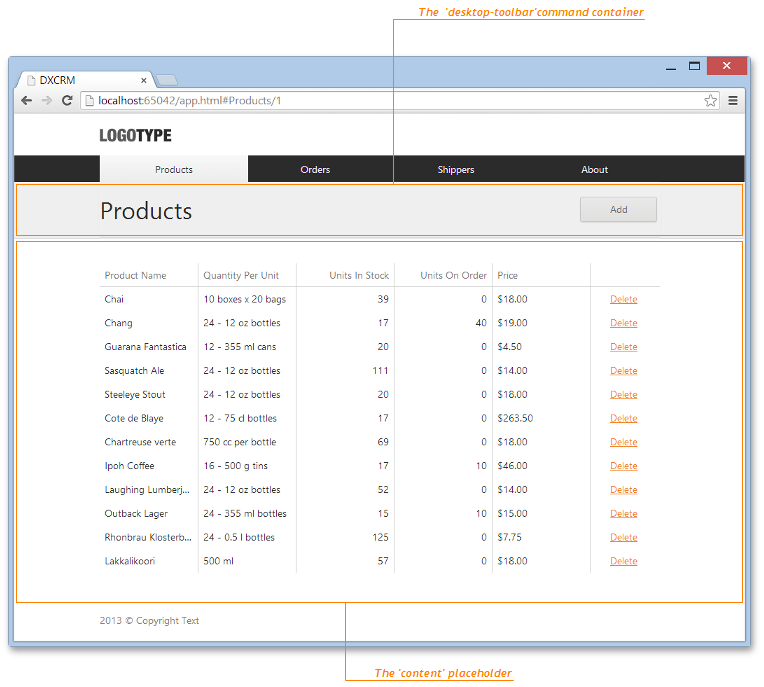 The 'desktop-toolbar'command container
DXCRM
localhost:65042/app.html#Products/1
LOGOTYPE
Products Orders Shippers About
Products Add
Product Name Quantity Per Unit Units In Stock Units On Order Price
Chai 10 boxes x 20 bags 39 0 $18.00 Delete
Chang 24 - 12 oz bottles 17 40 $19.00 Delete
Guarana Fantastica 12 - 355 ml cans 20 0 $4.50 Delete
Sasquatch Ale 24 - 12 oz bottles 111 0 $14.00 Delete
Steeleye Stout 24 - 12 oz bottles 20 0 $18.00 Delete
Cote de Blaye 12 - 75 cl bottles 17 0 $263.50 Delete
Chartreuse verte 750 cc per bottle 69 0 $18.00 Delete
Ipoh Coffee 16 - 500 g tins 17 10 $46.00 Delete
Laughing Lumberj... 24 - 12 oz bottles 52 0 $14.00 Delete
Outback Lager 24 - 355 ml bottles 15 10 $15.00 Delete
Rhonbrau Klosterb... 24 - 0.5 l bottles 125 0 $7.75 Delete
Lakkalikoori 500 ml 57 0 $18.00 Delete
2013 © Copyright Text
The 'content' placeholder